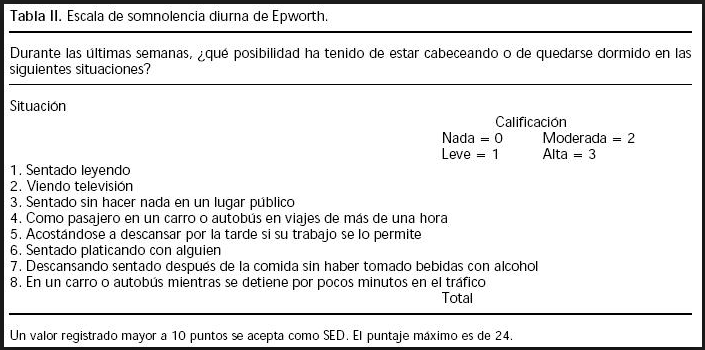 Tabla II. Escala de somnolencia diurna de Epworth.
Durante las últimas semanas, ¿qué posibilidad ha tenido de estar cabeceando o de quedarse dormido en las
siguientes situaciones?
Situación
Calificación
Nada = 0 Moderada = 2
Leve = 1 Alta = 3
1. Sentado leyendo
2. Viendo televisión
3. Sentado sin hacer nada en un lugar público
4. Como pasajero en un carro o autobús en viajes de más de una hora
5. Acostándose a descansar por la tarde si su trabajo se lo permite
6. Sentado platicando con alguien
7. Descansando sentado después de la comida sin haber tomado bebidas con alcohol
8. En un carro o autobús mientras se detiene por pocos minutos en el tráfico
Total
Un valor registrado mayor a 10 puntos se acepta como SED. El puntaje máximo es de 24.